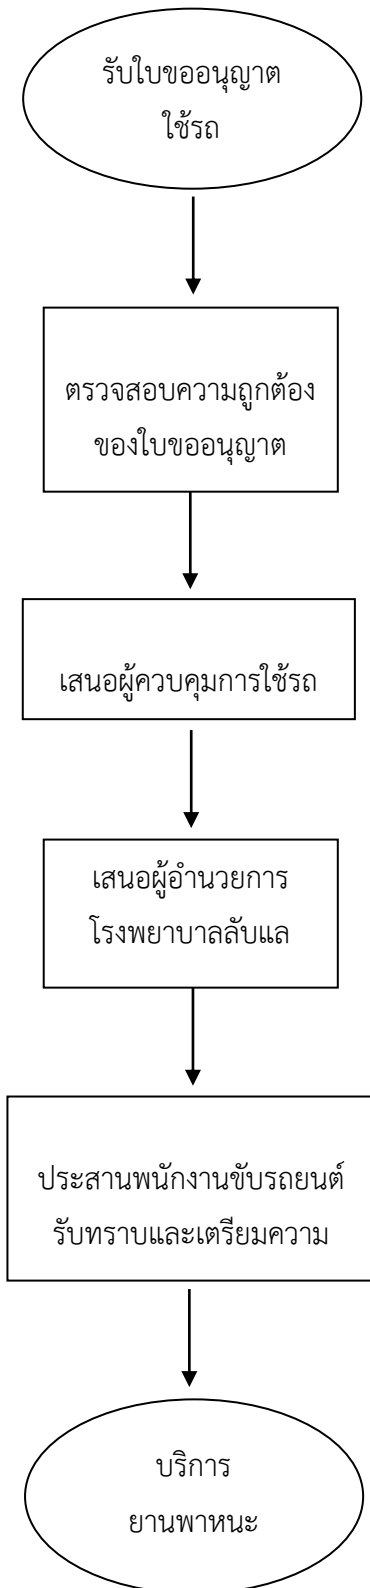 รับใบขออนุญาต
ใช้รถ
ตรวจสอบความถูกต้อง
ของใบขออนุญาต
เสนอผู้ควบคุมการใช้รถ
เสนอผู้อำนวยการ
โรงพยาบาลลับแล
ประสานพนักงานขับรถยนต์
รับทราบและเตรียมความ
บริการ
ยานพาหนะ